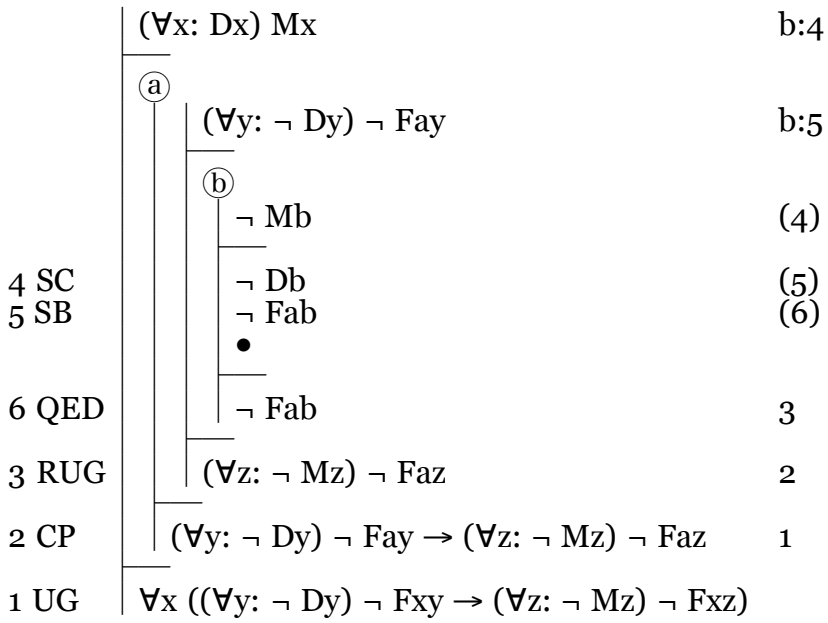 (∀x: Dx) Mx b:4
ⓐ
(∀y: ¬ Dy) ¬ Fay b:5
ⓑ
¬ Mb (4)
4 SC ¬ Db (5)
5 SB ¬ Fab (6)
●
6 QED ¬ Fab 3
3 RUG (∀z: ¬ Mz) ¬ Faz 2
2 CP (∀y: ¬ Dy) ¬ Fay → (∀z: ¬ Mz) ¬ Faz 1
1 UG ∀x ((∀y: ¬ Dy) ¬ Fxy → (∀z: ¬ Mz) ¬ Fxz)